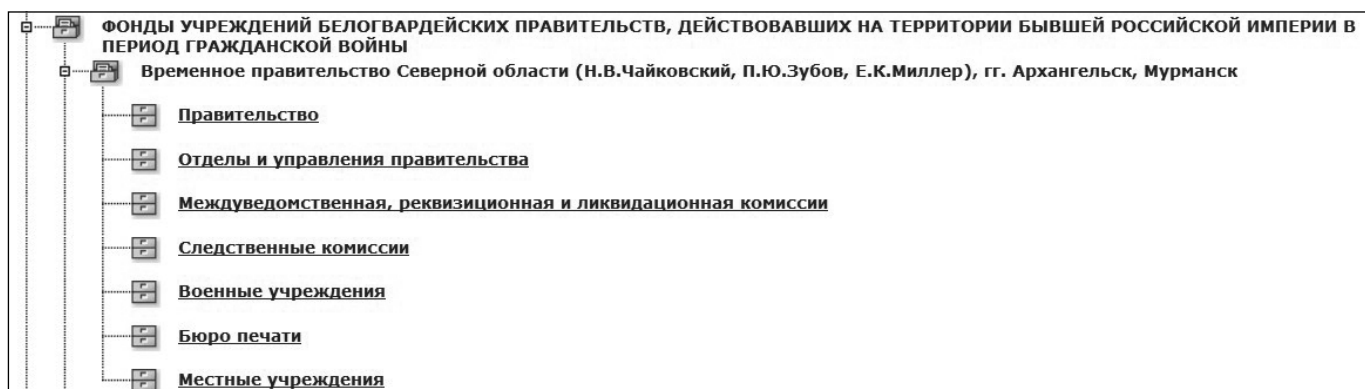 ФОНДЫ УЧРЕЖДЕНИЙ БЕЛОГВАРДЕЙСКИХ ПРАВИТЕЛЬСТВ, ДЕЙСТВОВАВШИХ НА ТЕРРИТОРИИ БЫВШЕЙ РОССИЙСКОЙ ИМПЕРИИ В
ПЕРИОД ГРАЖДАНСКОЙ ВОЙНЫ
Временное правительство Северной области (Н.В.Чайковский, П.Ю.Зубов, Е.К.Миллер), гг. Архангельск, Мурманск
Правительство
Отделы и управления правительства
Междуведомственная, реквизиционная и ликвидационная комиссии
Следственные комиссии
Военные учреждения
Бюро печати
Местные учреждения